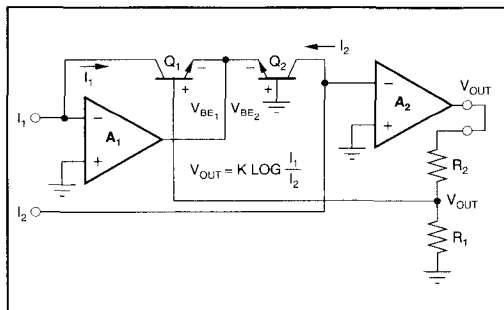 Q1
Q2
I2
I1
+
−
−
+
VOUT
I1
−
A1
+
VBE1
VBE2
−
A2
+
R2
VOUT = K LOG I1/I2
VOUT
I2
R1